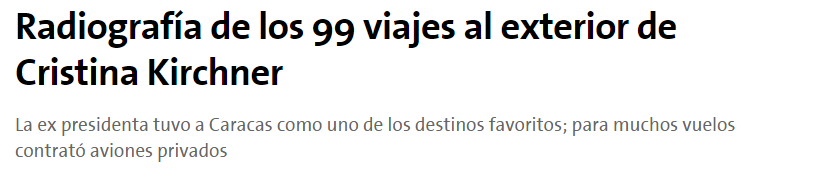 Radiografía de los 99 viajes al exterior de
Cristina Kirchner
La ex presidenta tuvo a Caracas como uno de los destinos favoritos; para muchos vuelos
contrató aviones privados